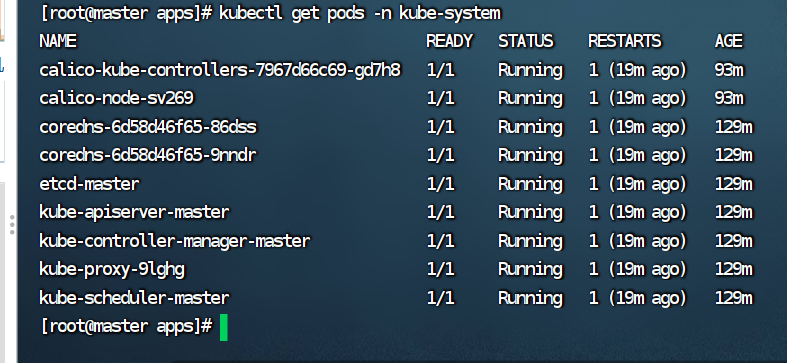 [root@master apps]# kubectl get pods -n kube-system
NAME READY STATUS RESTARTS AGE
calico-kube-controllers-7967d66c69-gd7h8 1/1 Running 1 (19m ago) 93m
calico-node-sv269 1/1 Running 1 (19m ago) 93m
coredns-6d58d46f65-86dss 1/1 Running 1 (19m ago) 129m
coredns-6d58d46f65-9nndr 1/1 Running 1 (19m ago) 129m
etcd-master 1/1 Running 1 (19m ago) 129m
kube-apiserver-master 1/1 Running 1 (19m ago) 129m
kube-controller-manager-master 1/1 Running 1 (19m ago) 129m
kube-proxy-9lghg 1/1 Running 1 (19m ago) 129m
kube-scheduler-master 1/1 Running 1 (19m ago) 129m
[root@master apps]#